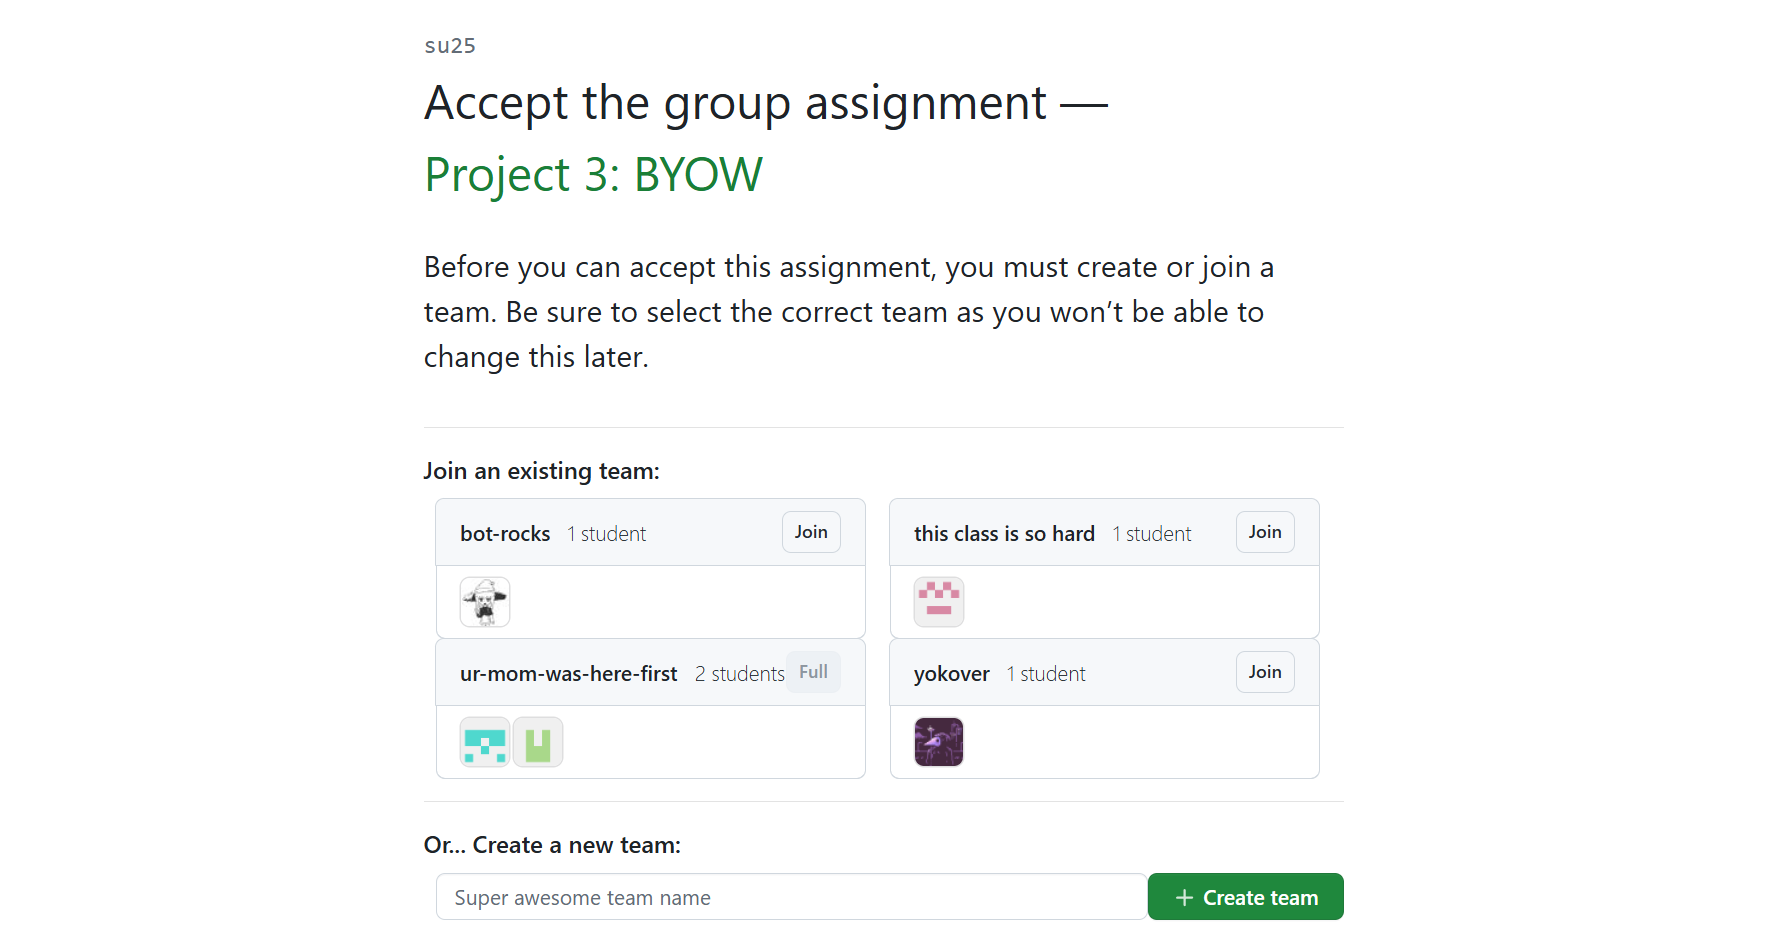 su25
Accept the group assignment —
Project 3: BYOW
Before you can accept this assignment, you must create or join a
team. Be sure to select the correct team as you won’t be able to
change this later.
Join an existing team:
bot-rocks 1 student Join
this class is so hard 1 student Join
ur-mom-was-here-first 2 students Full
yokover 1 student Join
Or... Create a new team:
Super awesome team name
+ Create team